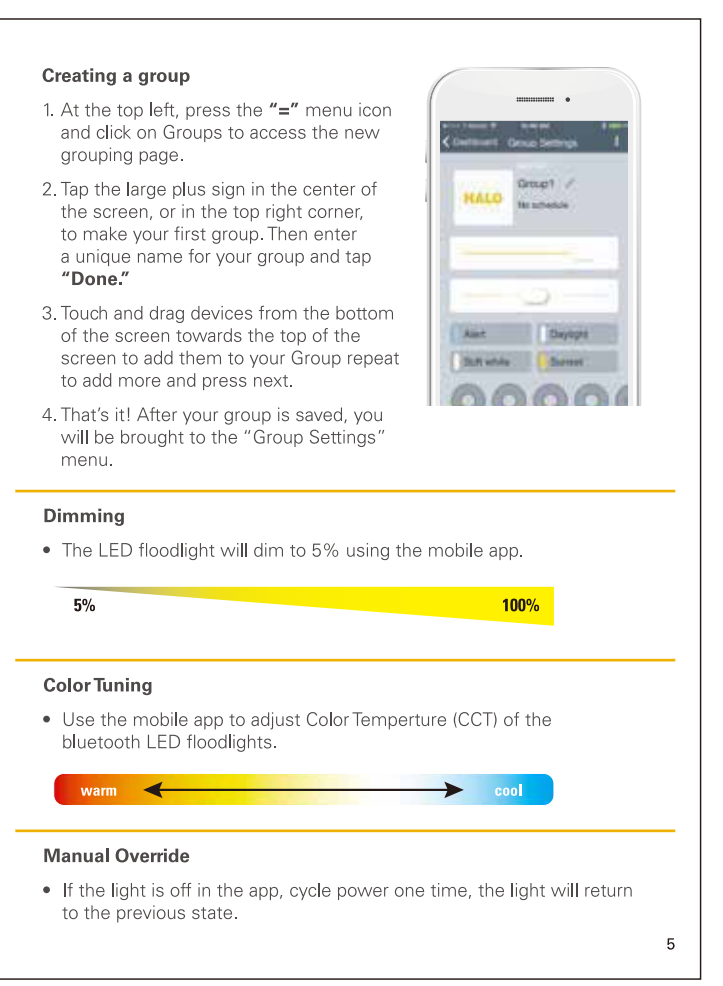 Creating a group
1. At the top left, press the “=” menu icon
and click on Groups to access the new
grouping page.
2. Tap the large plus sign in the center of
the screen, or in the top right corner,
to make your first group. Then enter
a unique name for your group and tap
“Done.”
3. Touch and drag devices from the bottom
of the screen towards the top of the
screen to add them to your Group repeat
to add more and press next.
4. That’s it! After your group is saved, you
will be brought to the “Group Settings”
menu.
Dashboard Group Settings
HALO
Group1
No schedule
Alert
Daylight
Soft white
Sunset
Dimming
• The LED floodlight will dim to 5% using the mobile app.
5% 100%
Color Tuning
• Use the mobile app to adjust Color Temperture (CCT) of the
bluetooth LED floodlights.
warm cool
Manual Override
• If the light is off in the app, cycle power one time, the light will return
to the previous state.
5